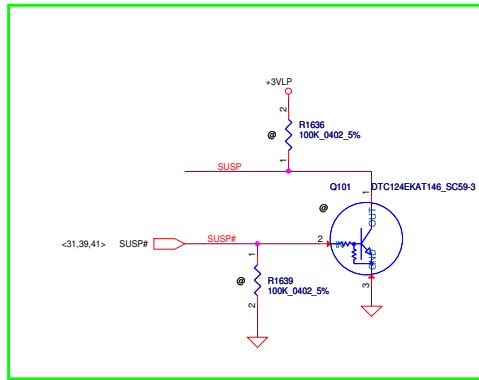 +3VLP
2
@
R1636
100K_0402_5%
1
SUSP
Q101
DTC124EKAT146_SC59-3
1
@
OUT
<31,39,41>
SUSP#
SUSP#
2
IN
GND
1
@
R1639
100K_0402_5%
2
3